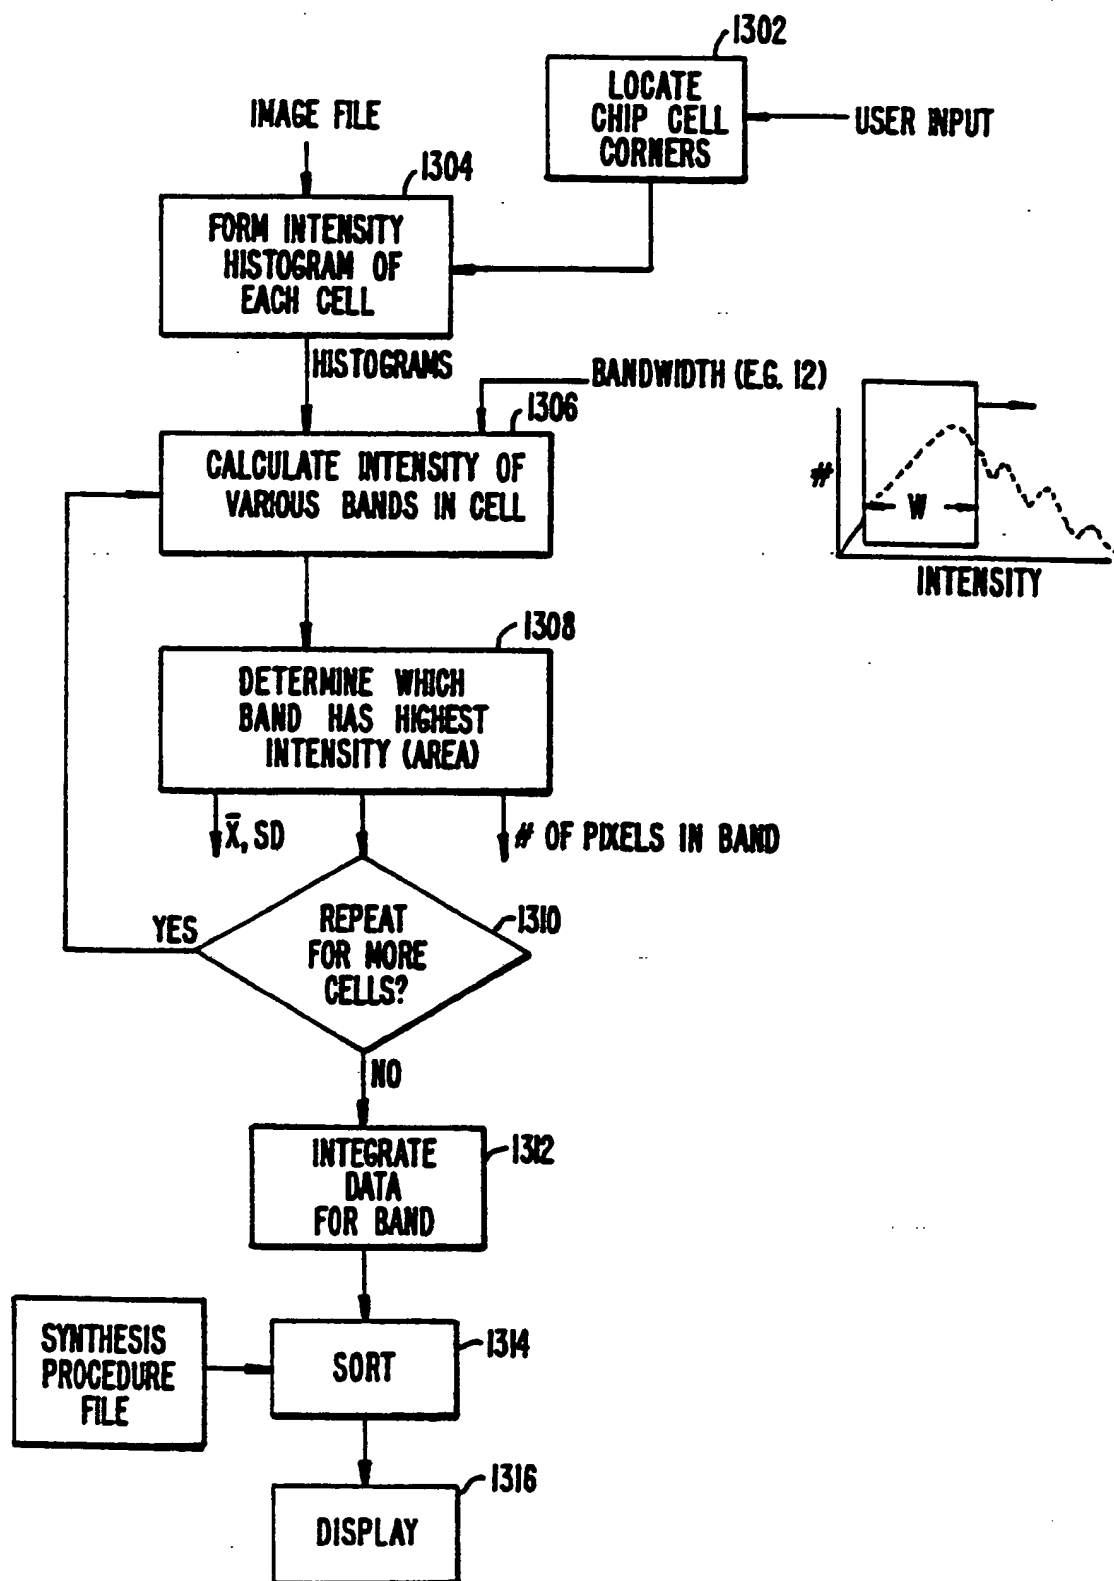 1302
LOCATE
CHIP CELL
CORNERS
USER INPUT
IMAGE FILE
1304
FORM INTENSITY
HISTOGRAM OF
EACH CELL
HISTOGRAMS
BANDWIDTH (E.G. 12)
1306
CALCULATE INTENSITY OF
VARIOUS BANDS IN CELL
#
W
INTENSITY
1308
DETERMINE WHICH
BAND HAS HIGHEST
INTENSITY (AREA)
X̄, SD
# OF PIXELS IN BAND
1310
YES
REPEAT
FOR MORE
CELLS?
NO
1312
INTEGRATE
DATA
FOR BAND
SYNTHESIS
PROCEDURE
FILE
1314
SORT
1316
DISPLAY